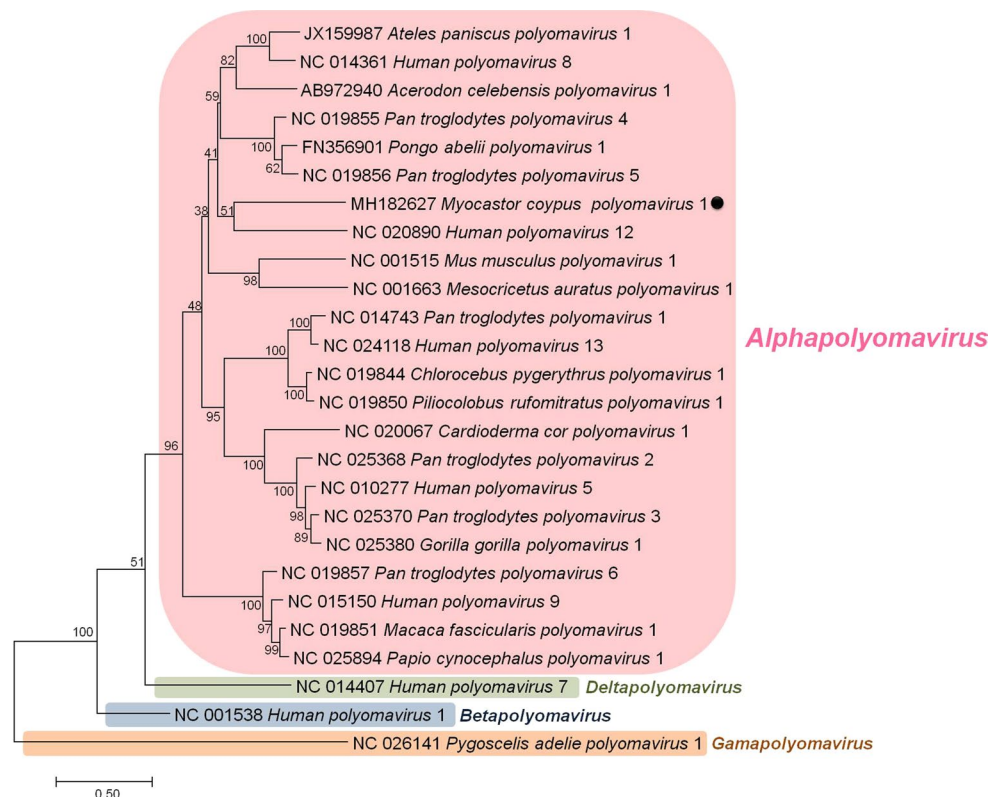 JX159987 Ateles paniscus polyomavirus 1
100
NC 014361 Human polyomavirus 8
82
AB972940 Acerodon celebensis polyomavirus 1
59
NC 019855 Pan troglodytes polyomavirus 4
100
FN356901 Pongo abelii polyomavirus 1
41
62
NC 019856 Pan troglodytes polyomavirus 5
MH182627 Myocastor coypus polyomavirus 1
38
51
NC 020890 Human polyomavirus 12
NC 001515 Mus musculus polyomavirus 1
98
NC 001663 Mesocricetus auratus polyomavirus 1
48
NC 014743 Pan troglodytes polyomavirus 1
100
Alphapolyomavirus
NC 024118 Human polyomavirus 13
100
NC 019844 Chlorocebus pygerythrus polyomavirus 1
100
NC 019850 Piliocolobus rufomitratus polyomavirus 1
95
NC 020067 Cardioderma cor polyomavirus 1
96
100
NC 025368 Pan troglodytes polyomavirus 2
100
NC 010277 Human polyomavirus 5
98
NC 025370 Pan troglodytes polyomavirus 3
89
NC 025380 Gorilla gorilla polyomavirus 1
51
NC 019857 Pan troglodytes polyomavirus 6
100
NC 015150 Human polyomavirus 9
97
NC 019851 Macaca fascicularis polyomavirus 1
100
99
NC 025894 Papio cynocephalus polyomavirus 1
NC 014407 Human polyomavirus 7 Deltapolyomavirus
NC 001538 Human polyomavirus 1 Betapolyomavirus
NC 026141 Pygoscelis adelie polyomavirus 1 Gamapolyomavirus
0.50